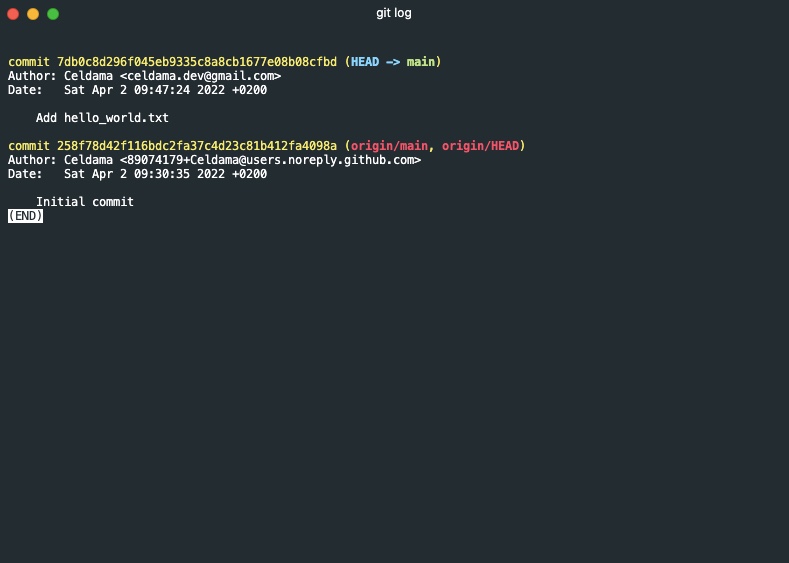 git log
commit 7db0c8d296f045eb9335c8a8cb1677e08b08cfbd (HEAD -> main)
Author: Celdama <celdama.dev@gmail.com>
Date:   Sat Apr 2 09:47:24 2022 +0200
    Add hello_world.txt
commit 258f78d42f116bdc2fa37c4d23c81b412fa4098a (origin/main, origin/HEAD)
Author: Celdama <89074179+Celdama@users.noreply.github.com>
Date:   Sat Apr 2 09:30:35 2022 +0200
    Initial commit
(END)